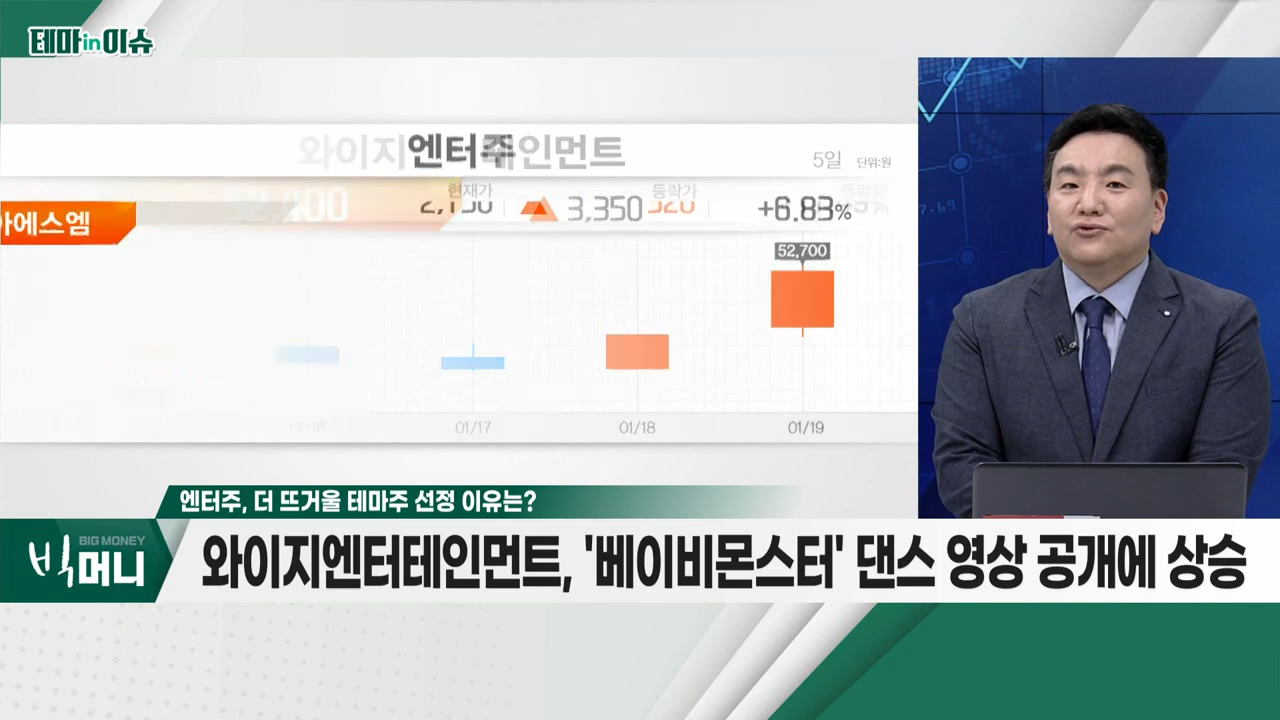 테마in이슈
와이지엔터테인먼트
엔터주
5일 단위:원
현재가 등락가
3,350
+6.83%
52,700
01/17 01/18 01/19
엔터주, 더 뜨거울 테마주 선정 이유는?
BIG MONEY
빅머니
와이지엔터테인먼트, '베이비몬스터' 댄스 영상 공개에 상승